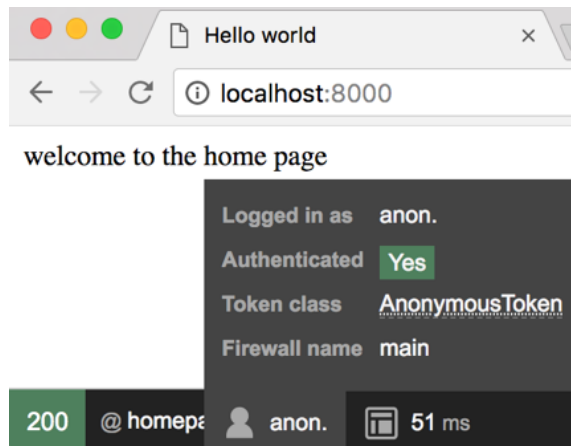 Hello world
localhost:8000
welcome to the home page
Logged in as anon.
Authenticated Yes
Token class AnonymousToken
Firewall name main
200 @ homepa anon. 51 ms